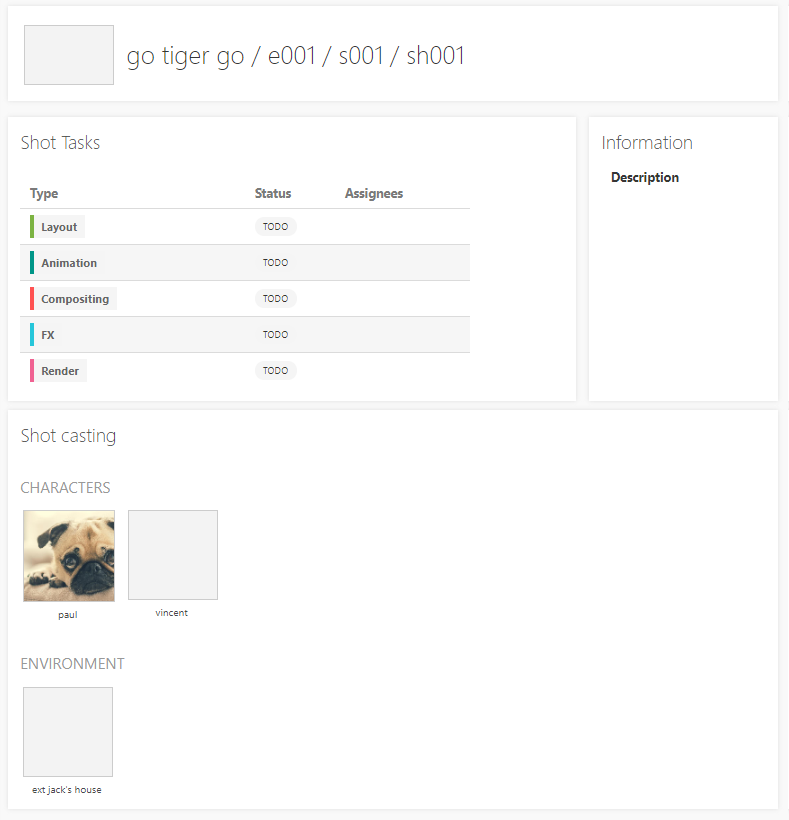 go tiger go / e001 / s001 / sh001
Shot Tasks
Type Status Assignees
Layout TODO
Animation TODO
Compositing TODO
FX TODO
Render TODO
Information
Description
Shot casting
CHARACTERS
paul vincent
ENVIRONMENT
ext jack's house